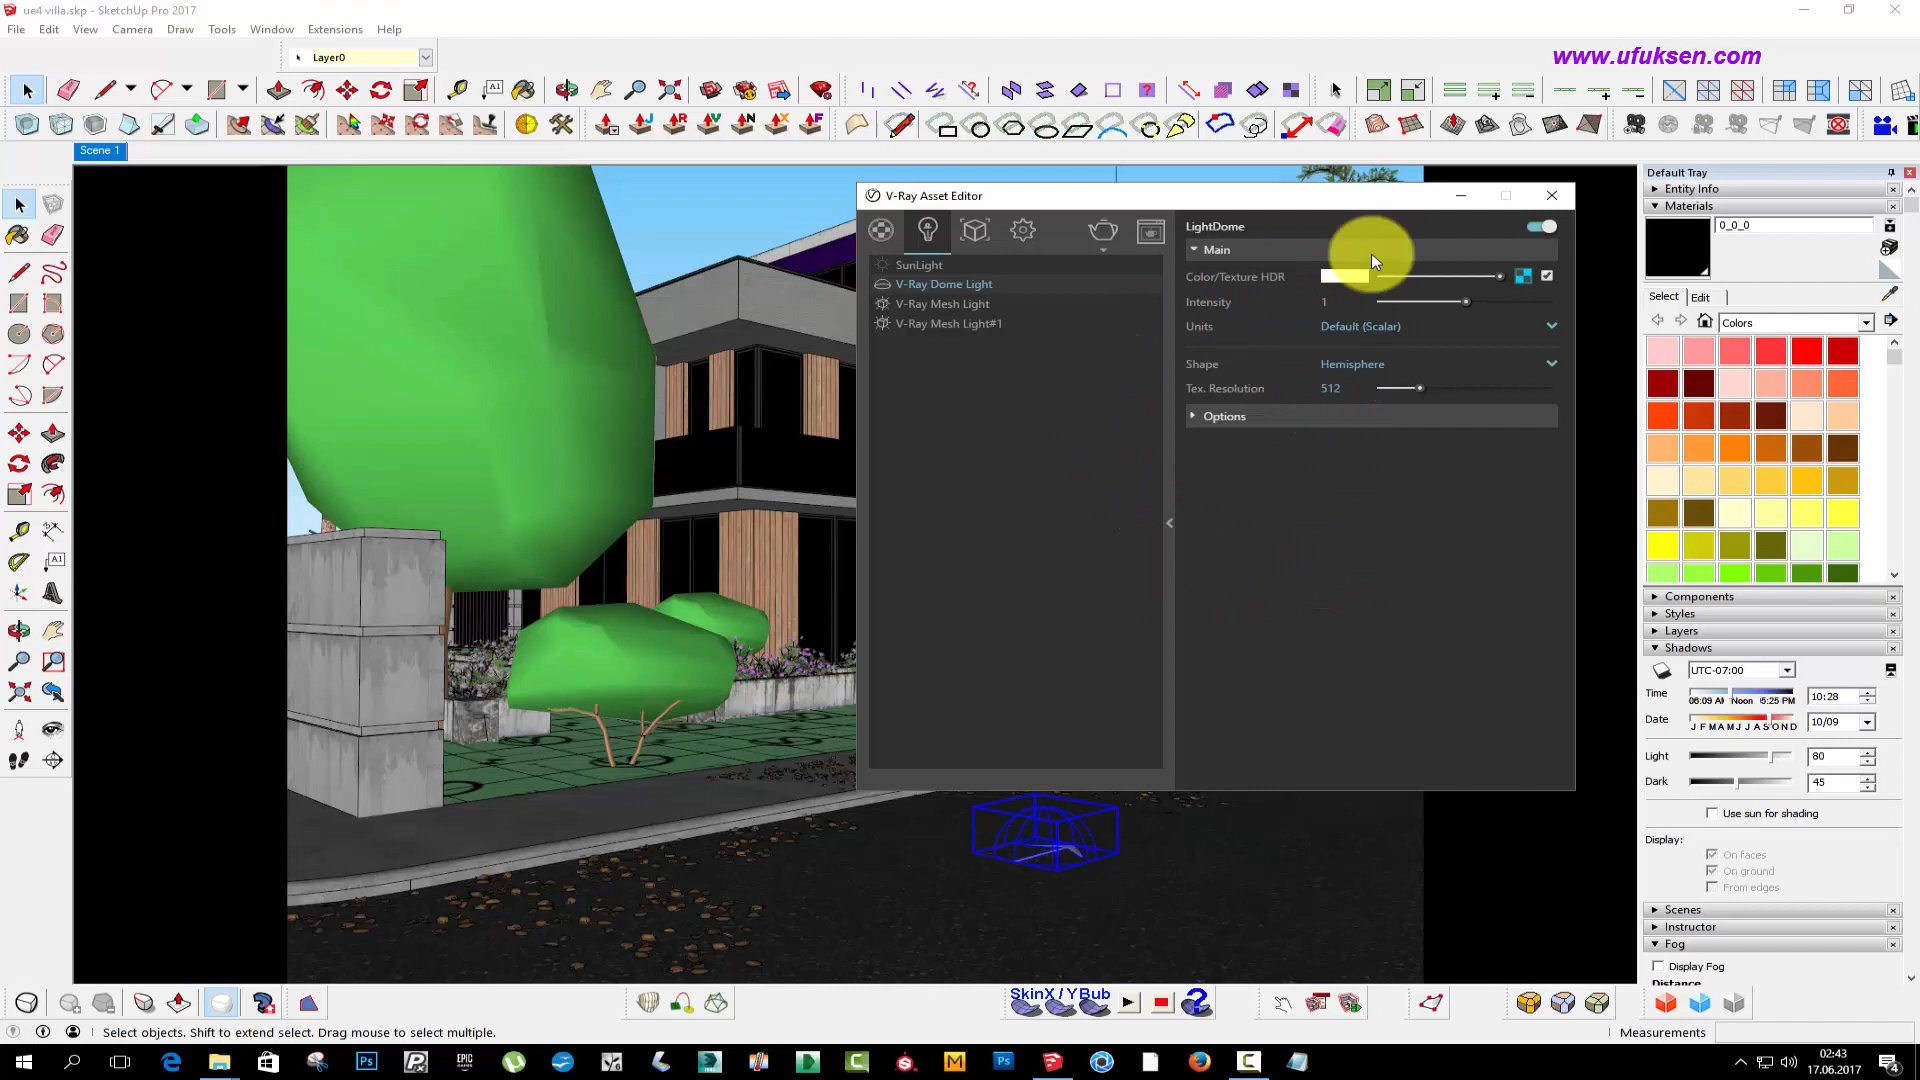 ue4 villa.skp - SketchUp Pro 2017
File Edit View Camera Draw Tools Window Extensions Help
Layer0
www.ufuksen.com
Scene 1
V-Ray Asset Editor
SunLight
V-Ray Dome Light
V-Ray Mesh Light
V-Ray Mesh Light#1
LightDome
Main
Color/Texture HDR
Intensity 1
Units Default (Scalar)
Shape Hemisphere
Tex. Resolution 512
Options
Default Tray
Entity Info
Materials
0_0_0
Select Edit
Colors
Components
Styles
Layers
Shadows
UTC-07:00
Time 10:28
Noon
J F M A M J J A S O N D
Date 10/09
Light 80
Dark 45
Use sun for shading
Display:
On faces
On ground
From edges
Scenes
Instructor
Fog
Display Fog
Distance
SkinX / YBub
Select objects. Shift to extend select. Drag mouse to select multiple.
Measurements
02:43
17.06.2017